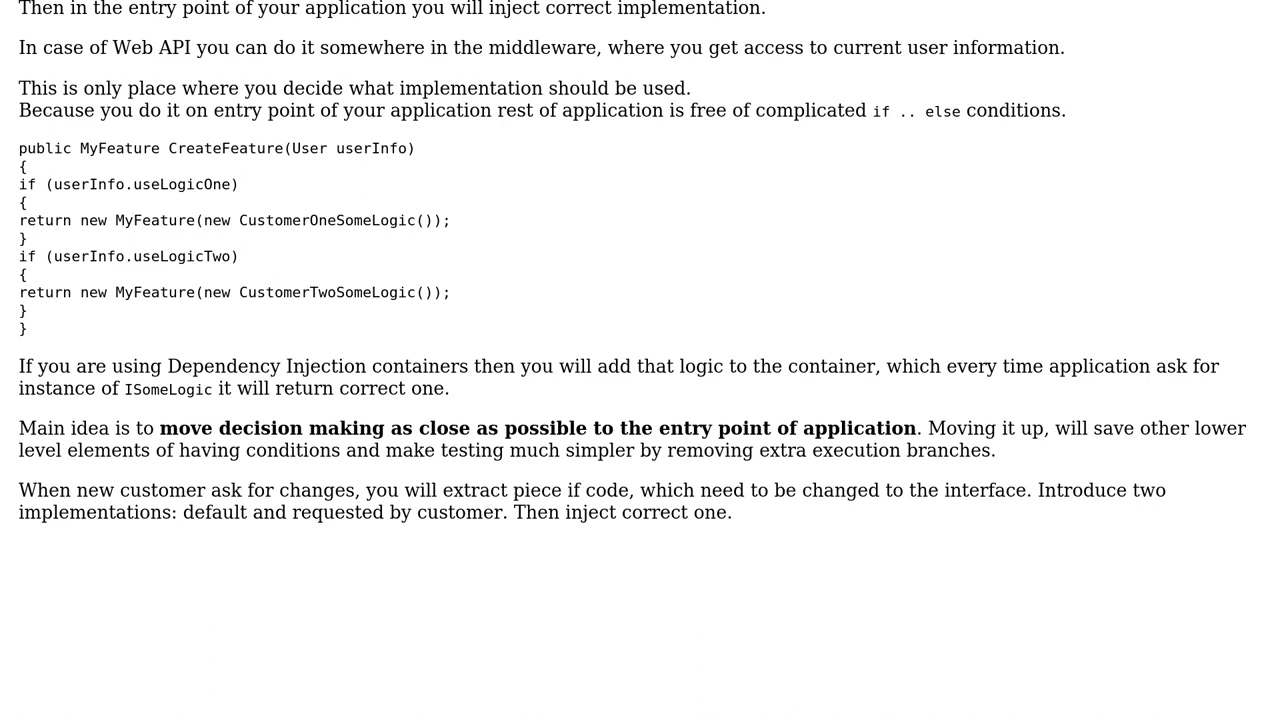 Then in the entry point of your application you will inject correct implementation.
In case of Web API you can do it somewhere in the middleware, where you get access to current user information.
This is only place where you decide what implementation should be used.
Because you do it on entry point of your application rest of application is free of complicated if .. else conditions.
public MyFeature CreateFeature(User userInfo)
{
if (userInfo.useLogicOne)
{
return new MyFeature(new CustomerOneSomeLogic());
}
if (userInfo.useLogicTwo)
{
return new MyFeature(new CustomerTwoSomeLogic());
}
}
If you are using Dependency Injection containers then you will add that logic to the container, which every time application ask for
instance of ISomeLogic it will return correct one.
Main idea is to move decision making as close as possible to the entry point of application. Moving it up, will save other lower
level elements of having conditions and make testing much simpler by removing extra execution branches.
When new customer ask for changes, you will extract piece if code, which need to be changed to the interface. Introduce two
implementations: default and requested by customer. Then inject correct one.